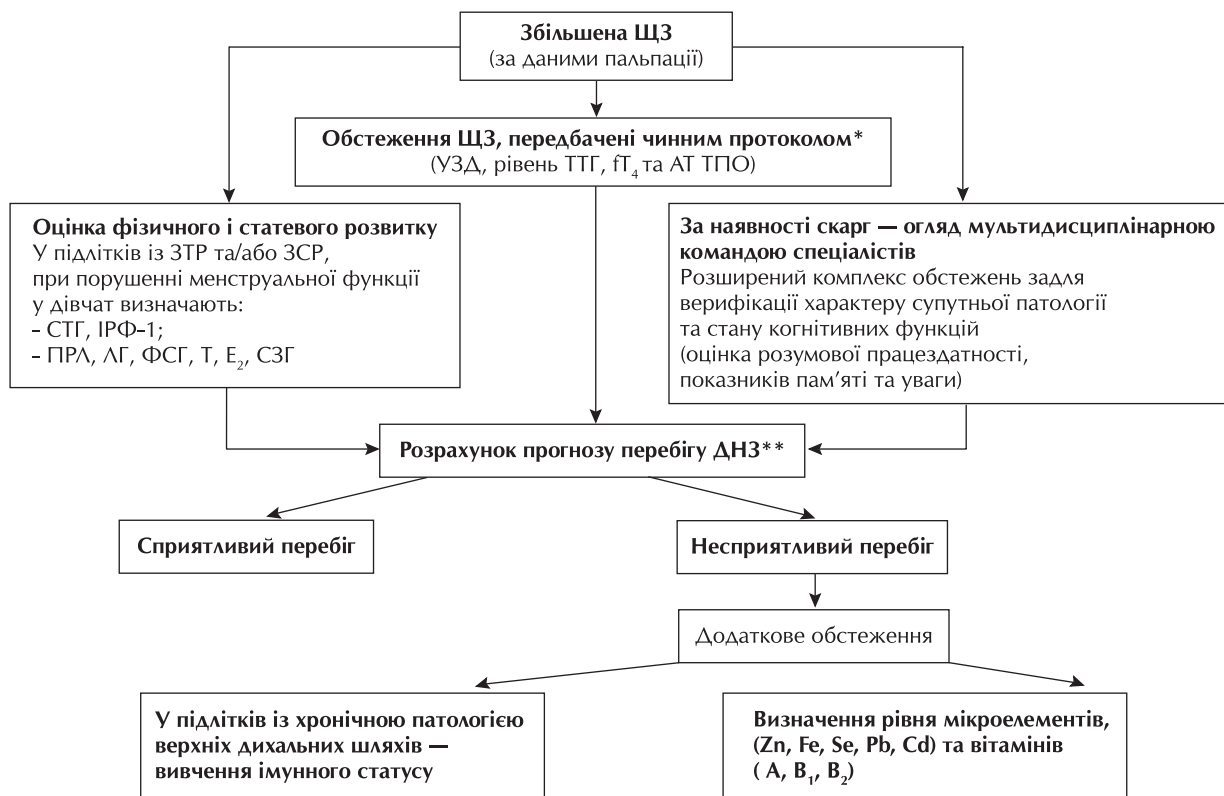 Збільшена ЩЗ
(за даними пальпації)
Обстеження ЩЗ, передбачені чинним протоколом*
(УЗД, рівень ТТГ, fT₄ та АТ ТПО)
Оцінка фізичного і статевого розвитку
У підлітків із ЗТР та/або ЗСР,
при порушенні менструальної функції
у дівчат визначають:
– СТГ, ІРФ-1;
– ПРЛ, ЛГ, ФСГ, Т, Е₂, СЗГ
За наявності скарг — огляд мультидисциплінарною
командою спеціалістів
Розширений комплекс обстежень задля
верифікації характеру супутньої патології
та стану когнітивних функцій
(оцінка розумової працездатності,
показників пам’яті та уваги)
Розрахунок прогнозу перебігу ДНЗ**
Сприятливий перебіг
Несприятливий перебіг
Додаткове обстеження
У підлітків із хронічною патологією
верхніх дихальних шляхів —
вивчення імунного статусу
Визначення рівня мікроелементів,
(Zn, Fe, Se, Pb, Cd) та вітамінів
( A, B₁, B₂)